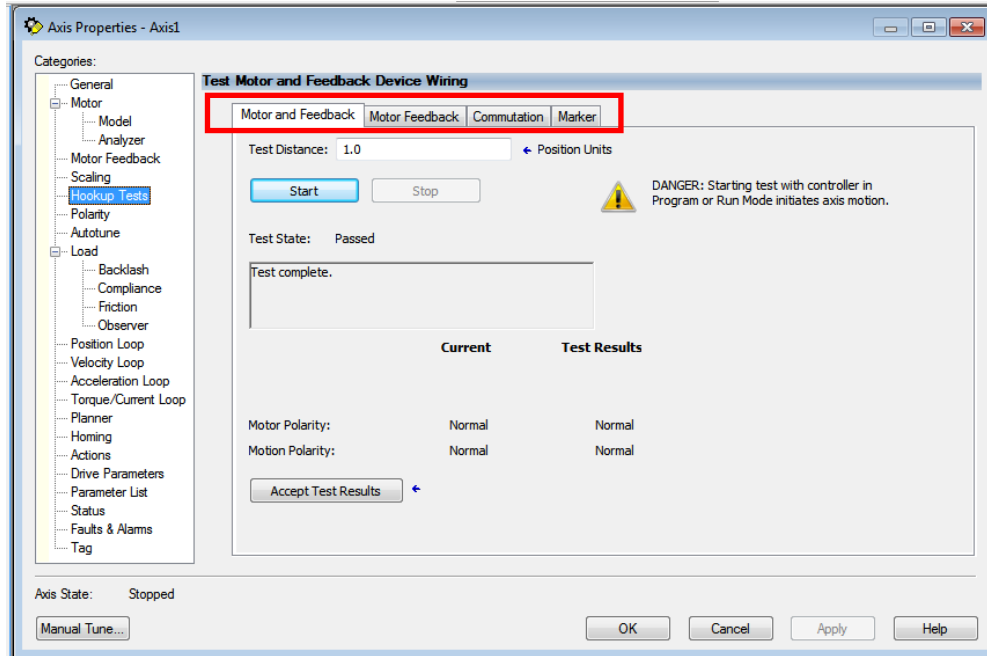 Axis Properties - Axis1
Categories:
General
Motor
Model
Analyzer
Motor Feedback
Scaling
Hookup Tests
Polarity
Autotune
Load
Backlash
Compliance
Friction
Observer
Position Loop
Velocity Loop
Acceleration Loop
Torque/Current Loop
Planner
Homing
Actions
Drive Parameters
Parameter List
Status
Faults & Alarms
Tag
Test Motor and Feedback Device Wiring
Motor and Feedback Motor Feedback Commutation Marker
Test Distance: 1.0 Position Units
Start Stop
DANGER: Starting test with controller in
Program or Run Mode initiates axis motion.
Test State: Passed
Test complete.
Current Test Results
Motor Polarity: Normal Normal
Motion Polarity: Normal Normal
Accept Test Results
Axis State: Stopped
Manual Tune... OK Cancel Apply Help